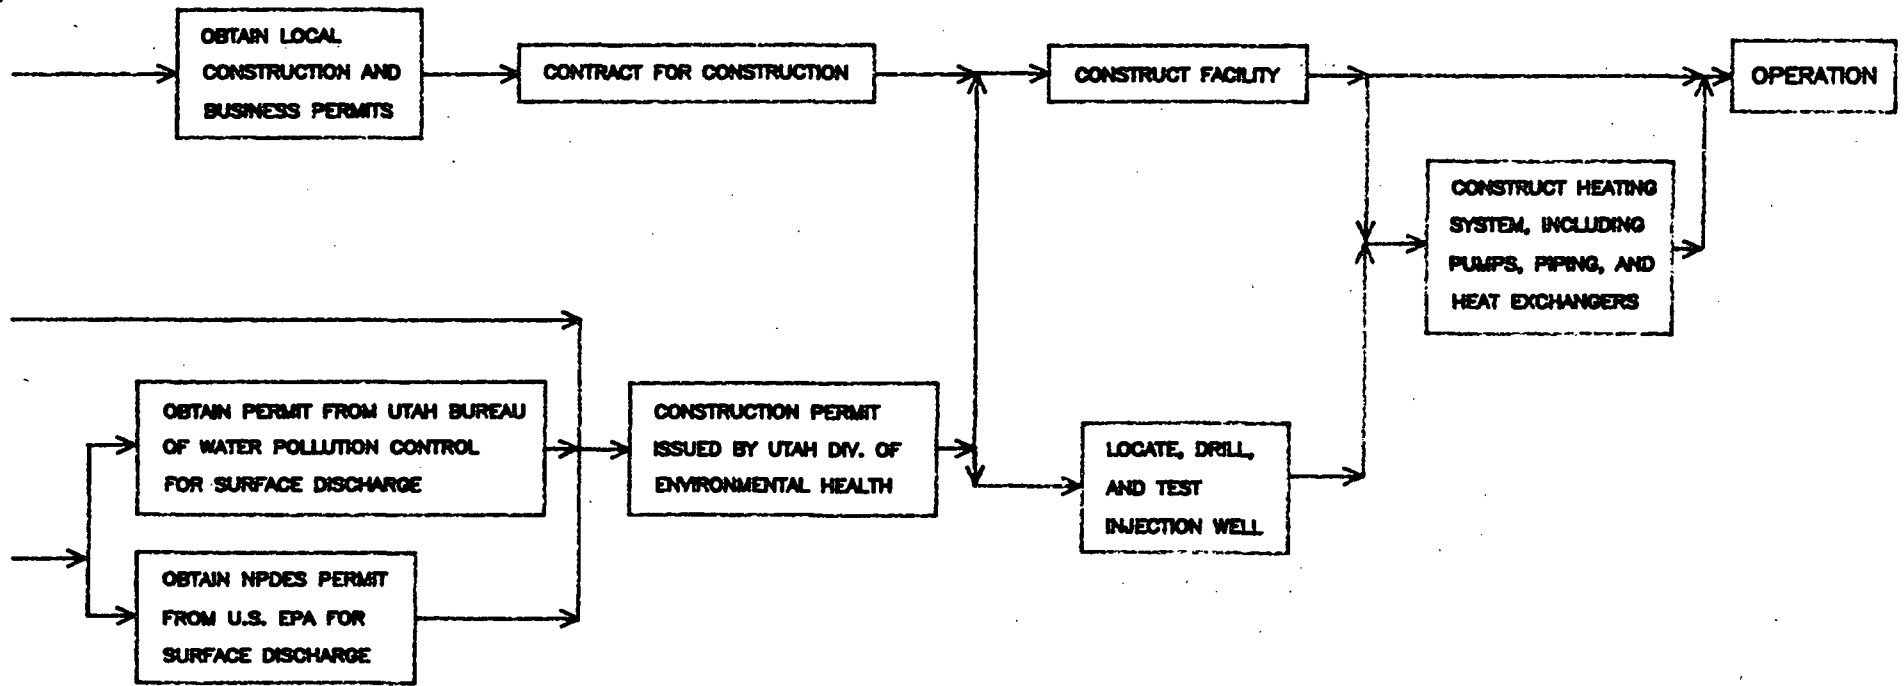 OBTAIN LOCAL
CONSTRUCTION AND
BUSINESS PERMITS
CONTRACT FOR CONSTRUCTION
CONSTRUCT FACILITY
OPERATION
CONSTRUCT HEATING
SYSTEM, INCLUDING
PUMPS, PIPING, AND
HEAT EXCHANGERS
OBTAIN PERMIT FROM UTAH BUREAU
OF WATER POLLUTION CONTROL
FOR SURFACE DISCHARGE
CONSTRUCTION PERMIT
ISSUED BY UTAH DIV. OF
ENVIRONMENTAL HEALTH
LOCATE, DRILL,
AND TEST
INJECTION WELL
OBTAIN NPDES PERMIT
FROM U.S. EPA FOR
SURFACE DISCHARGE